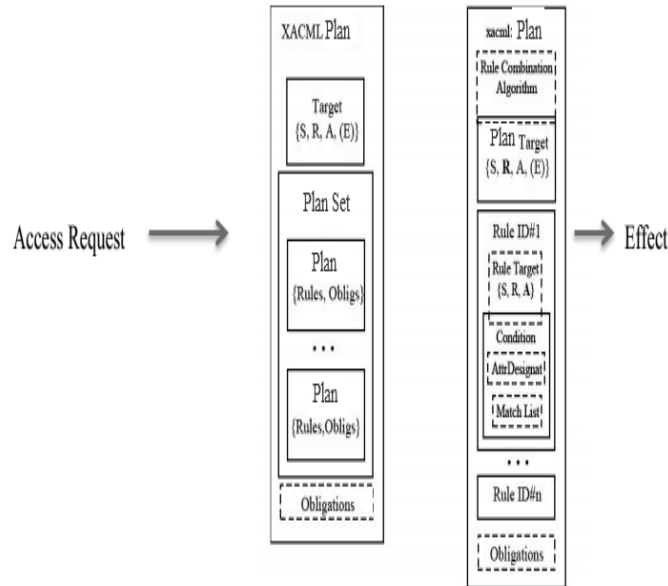 Access Request
XACML Plan
Target
{S, R, A, (E)}
Plan Set
Plan
{Rules, Obligs}
• • •
Plan
{Rules,Obligs}
Obligations
xacml: Plan
Rule Combination
Algorithm
Plan Target
{S, R, A, (E)}
Rule ID#1
Rule Target
{S, R, A}
Condition
AttrDesignat
Match List
• • •
Rule ID#n
Obligations
Effect